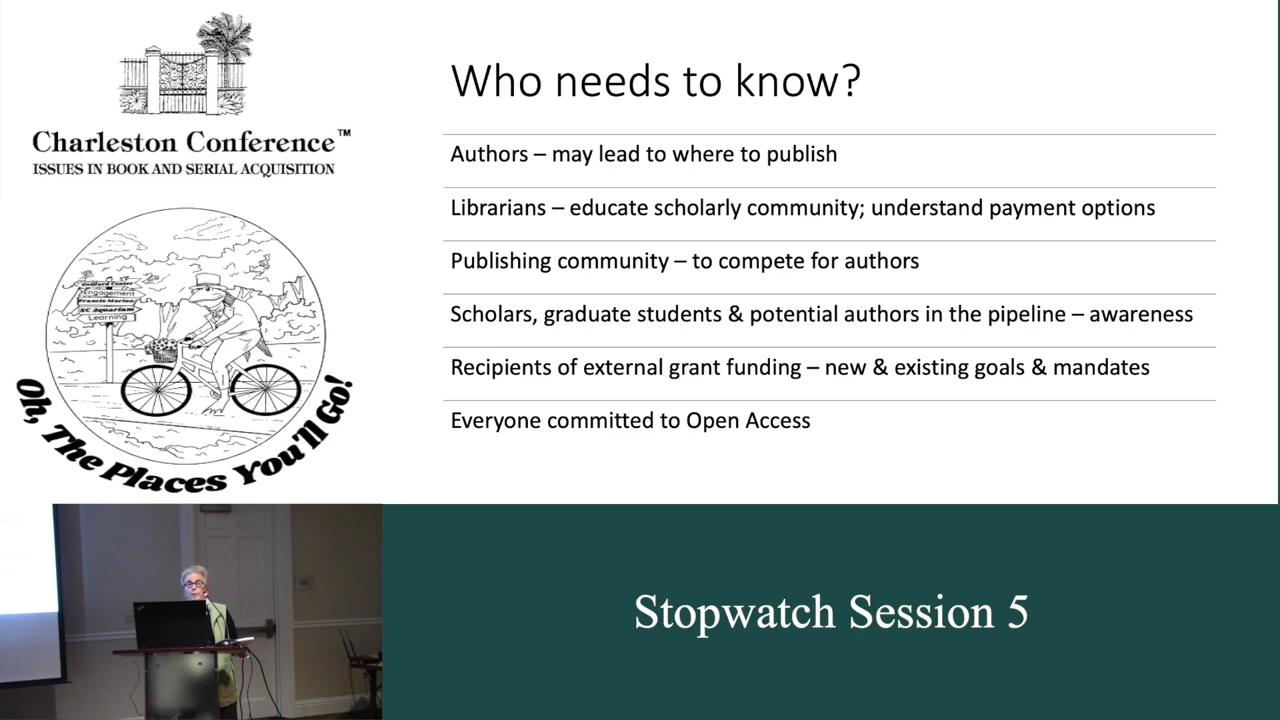 Charleston Conference™
ISSUES IN BOOK AND SERIAL ACQUISITION
Gaillard Center
Engagement
Francis Marion
SC Aquarium
Learning
Oh, The Places You'll Go!
Who needs to know?
Authors – may lead to where to publish
Librarians – educate scholarly community; understand payment options
Publishing community – to compete for authors
Scholars, graduate students & potential authors in the pipeline – awareness
Recipients of external grant funding – new & existing goals & mandates
Everyone committed to Open Access
Stopwatch Session 5